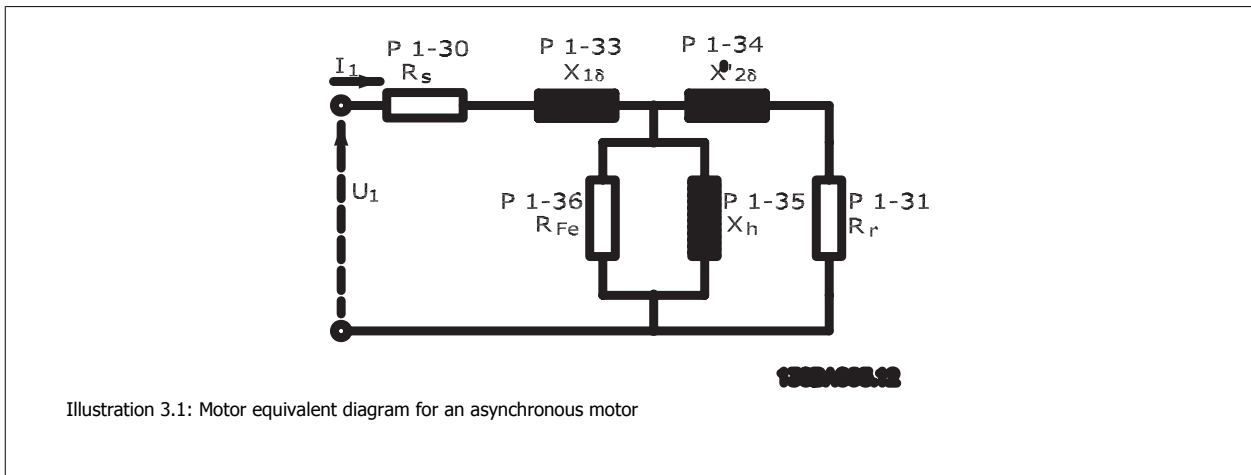 P 1-30
P 1-33
P 1-34
I1
Rs
X1δ
X'2δ
U1
P 1-36
P 1-35
P 1-31
RFe
Xh
Rr
Illustration 3.1: Motor equivalent diagram for an asynchronous motor